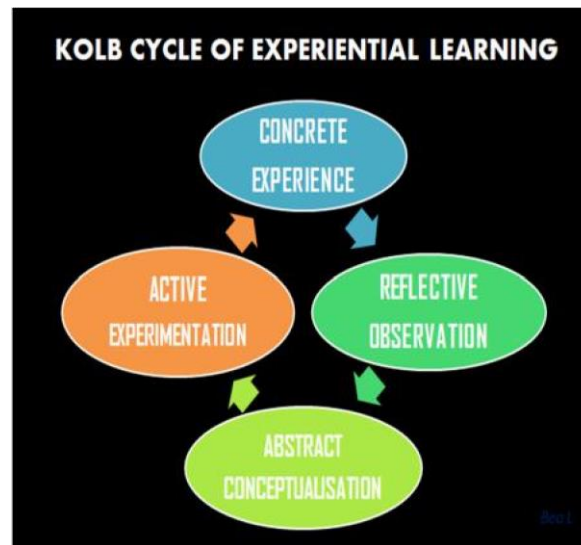 KOLB CYCLE OF EXPERIENTIAL LEARNING
CONCRETE
EXPERIENCE
ACTIVE
EXPERIMENTATION
REFLECTIVE
OBSERVATION
ABSTRACT
CONCEPTUALISATION